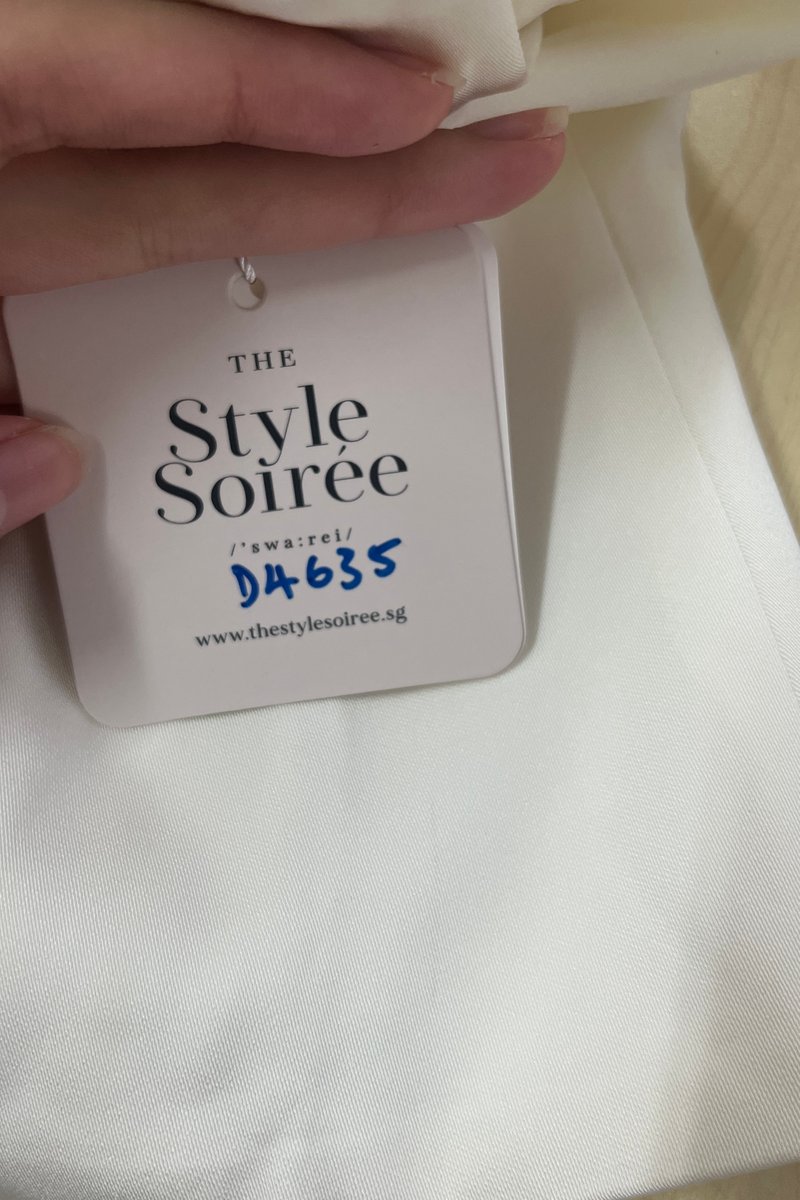 THE
Style
Soirée
/'swa:rei/
D4635
www.thestylesoiree.sg